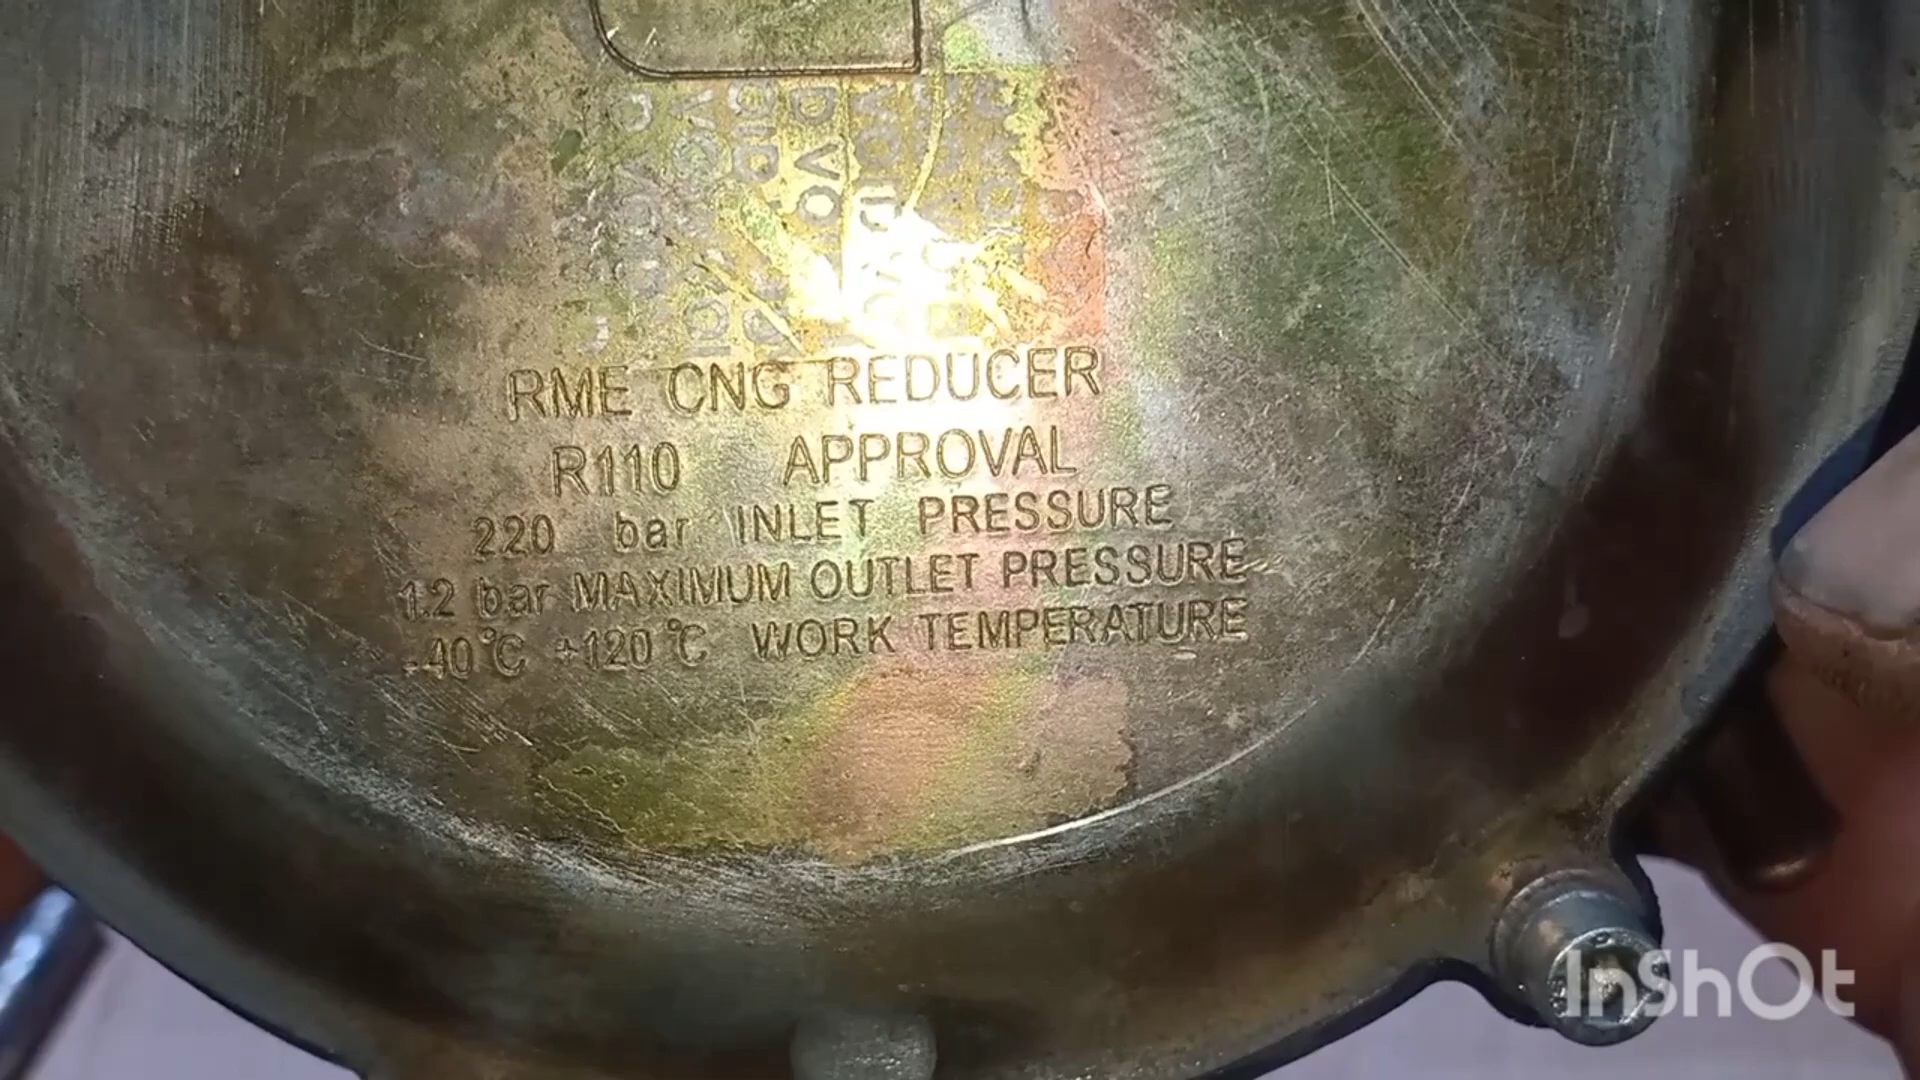 RME CNG REDUCER
R110 APPROVAL
220 bar INLET PRESSURE
1.2 bar MAXIMUM OUTLET PRESSURE
-40°C +120°C WORK TEMPERATURE
InShOt